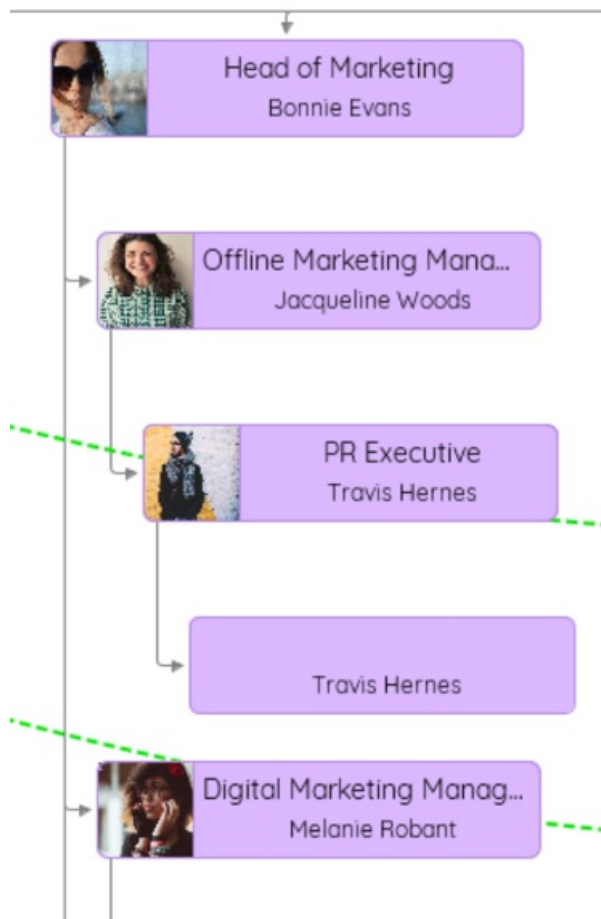 Head of Marketing
Bonnie Evans
Offline Marketing Mana...
Jacqueline Woods
PR Executive
Travis Hernes
Travis Hernes
Digital Marketing Manag...
Melanie Robant